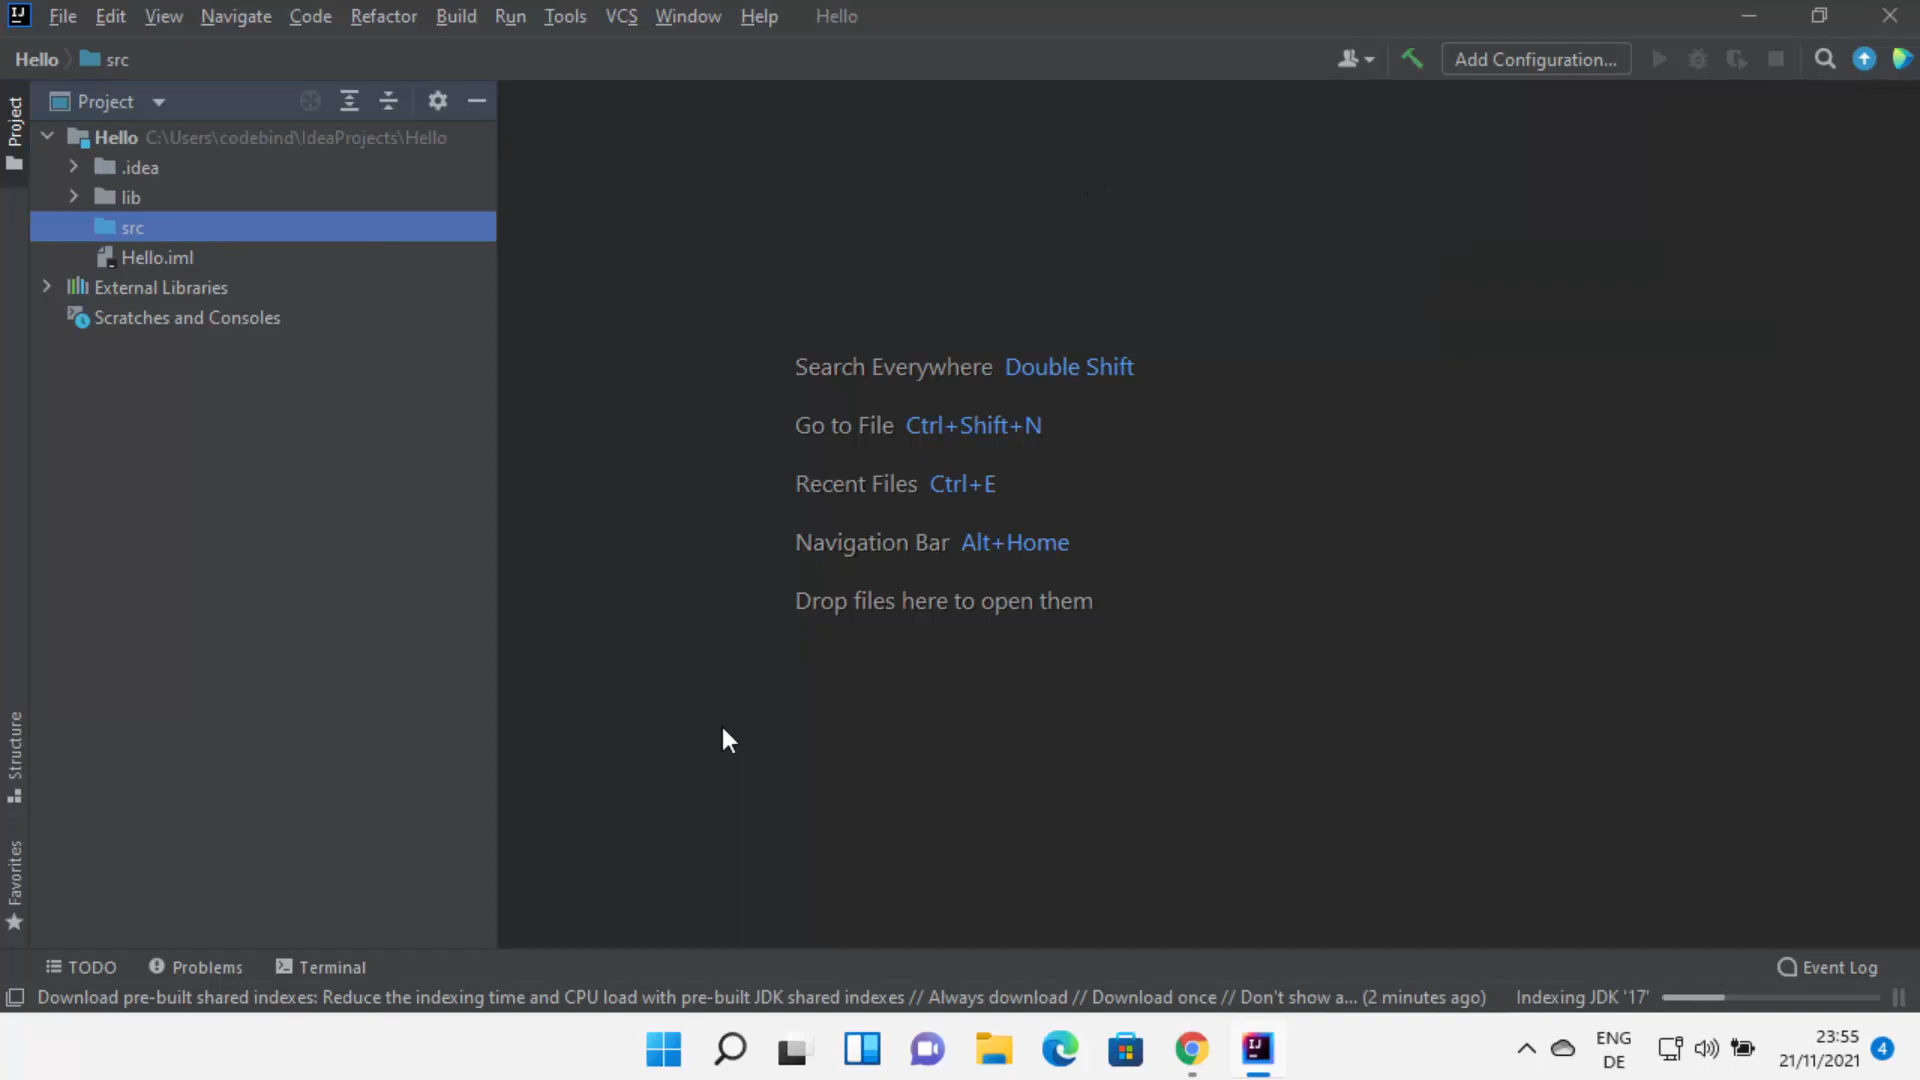 File Edit View Navigate Code Refactor Build Run Tools VCS Window Help Hello
Hello src Add Configuration...
Project
Project
Hello C:\Users\codebind\IdeaProjects\Hello
.idea
lib
src
Hello.iml
External Libraries
Scratches and Consoles
Search Everywhere Double Shift
Go to File Ctrl+Shift+N
Recent Files Ctrl+E
Navigation Bar Alt+Home
Drop files here to open them
Structure
Favorites
TODO Problems Terminal Event Log
Download pre-built shared indexes: Reduce the indexing time and CPU load with pre-built JDK shared indexes // Always download // Download once // Don't show a... (2 minutes ago) Indexing JDK '17'
ENG 23:55
DE 21/11/2021 4